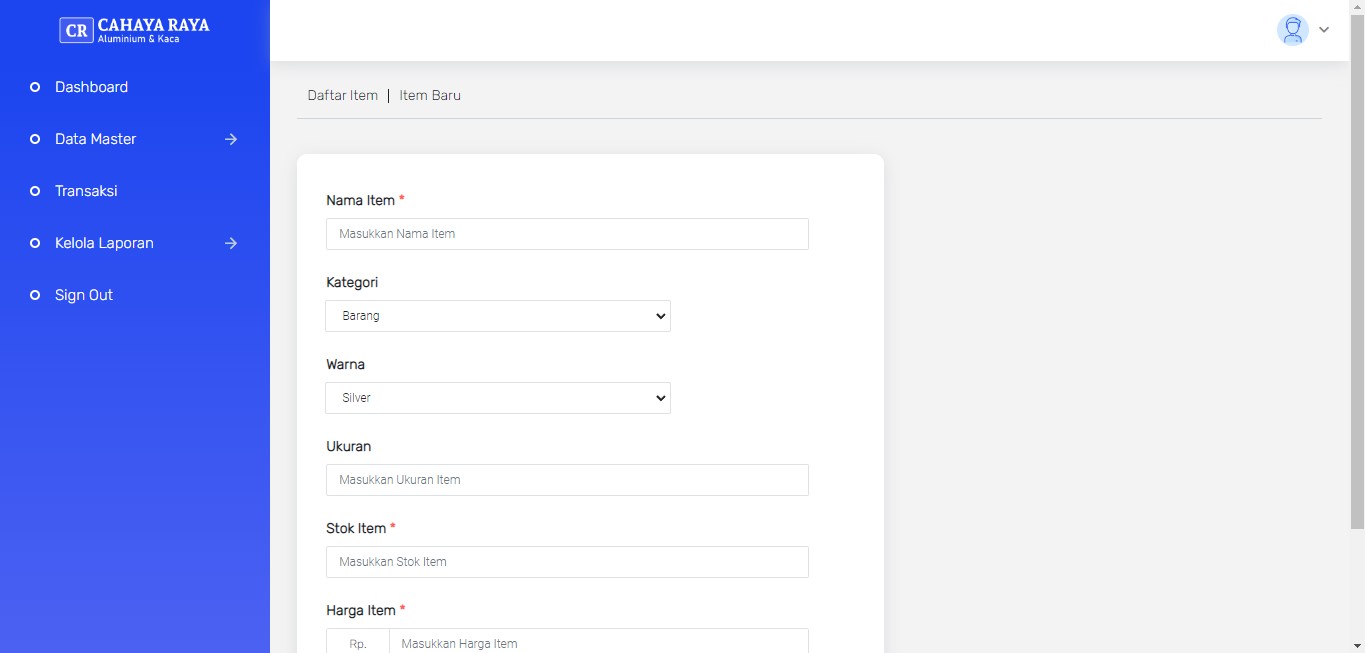 CR CAHAYA RAYA
Aluminium & Kaca
Dashboard
Data Master
Transaksi
Kelola Laporan
Sign Out
Daftar Item | Item Baru
Nama Item *
Masukkan Nama Item
Kategori
Barang
Warna
Silver
Ukuran
Masukkan Ukuran Item
Stok Item *
Masukkan Stok Item
Harga Item *
Rp. Masukkan Harga Item